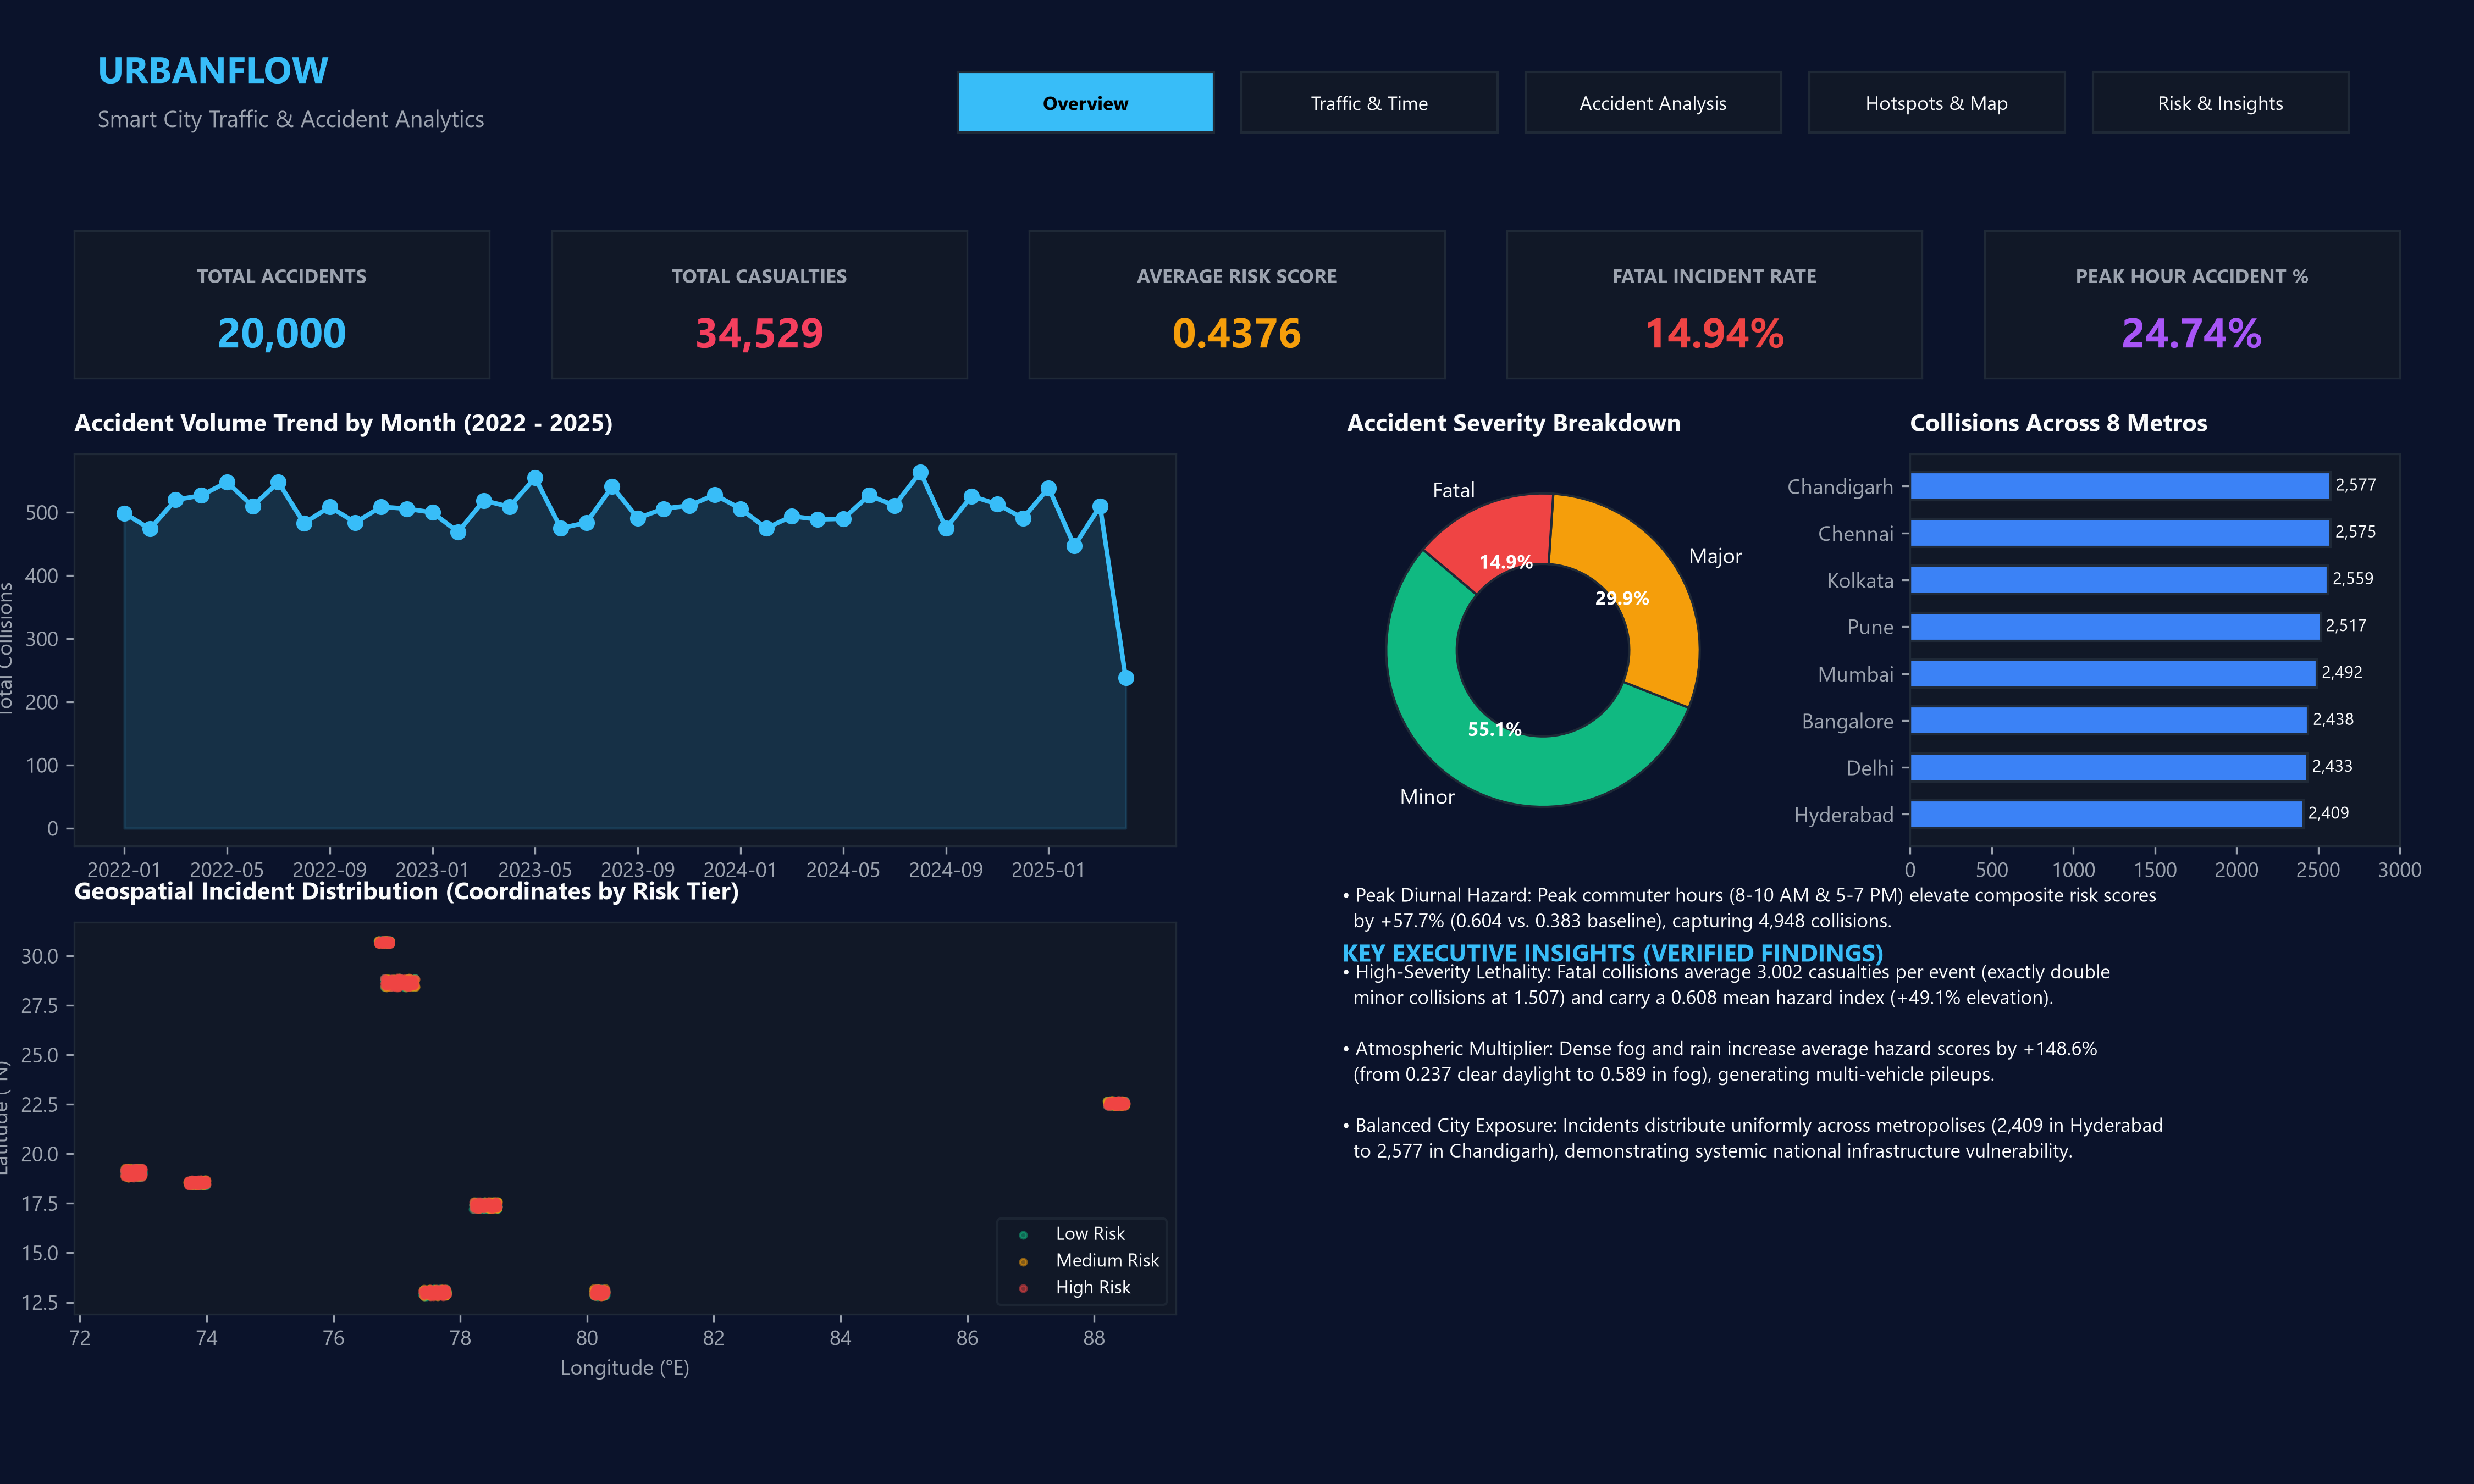 URBANFLOW
Smart City Traffic & Accident Analytics
Overview
Traffic & Time
Accident Analysis
Hotspots & Map
Risk & Insights
TOTAL ACCIDENTS
20,000
TOTAL CASUALTIES
34,529
AVERAGE RISK SCORE
0.4376
FATAL INCIDENT RATE
14.94%
PEAK HOUR ACCIDENT %
24.74%
Accident Volume Trend by Month (2022 - 2025)
Total Collisions
500
400
300
200
100
0
2022-01
2022-05
2022-09
2023-01
2023-05
2023-09
2024-01
2024-05
2024-09
2025-01
Accident Severity Breakdown
Fatal
Major
Minor
14.9%
29.9%
55.1%
Collisions Across 8 Metros
Chandigarh
2,577
Chennai
2,575
Kolkata
2,559
Pune
2,517
Mumbai
2,492
Bangalore
2,438
Delhi
2,433
Hyderabad
2,409
0
500
1000
1500
2000
2500
3000
Geospatial Incident Distribution (Coordinates by Risk Tier)
Latitude (°N)
30.0
27.5
25.0
22.5
20.0
17.5
15.0
12.5
72
74
76
78
80
82
84
86
88
Longitude (°E)
Low Risk
Medium Risk
High Risk
• Peak Diurnal Hazard: Peak commuter hours (8-10 AM & 5-7 PM) elevate composite risk scores
by +57.7% (0.604 vs. 0.383 baseline), capturing 4,948 collisions.
KEY EXECUTIVE INSIGHTS (VERIFIED FINDINGS)
• High-Severity Lethality: Fatal collisions average 3.002 casualties per event (exactly double
minor collisions at 1.507) and carry a 0.608 mean hazard index (+49.1% elevation).
• Atmospheric Multiplier: Dense fog and rain increase average hazard scores by +148.6%
(from 0.237 clear daylight to 0.589 in fog), generating multi-vehicle pileups.
• Balanced City Exposure: Incidents distribute uniformly across metropolises (2,409 in Hyderabad
to 2,577 in Chandigarh), demonstrating systemic national infrastructure vulnerability.